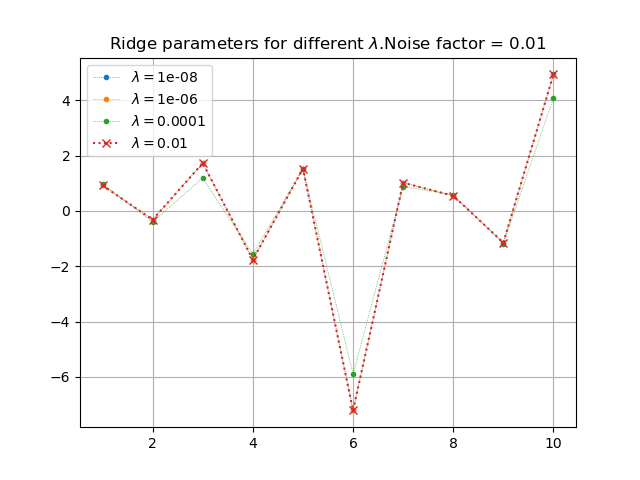 Ridge parameters for different λ.Noise factor = 0.01
λ = 1e-08
λ = 1e-06
λ = 0.0001
λ = 0.01
4
2
0
−2
−4
−6
2 4 6 8 10